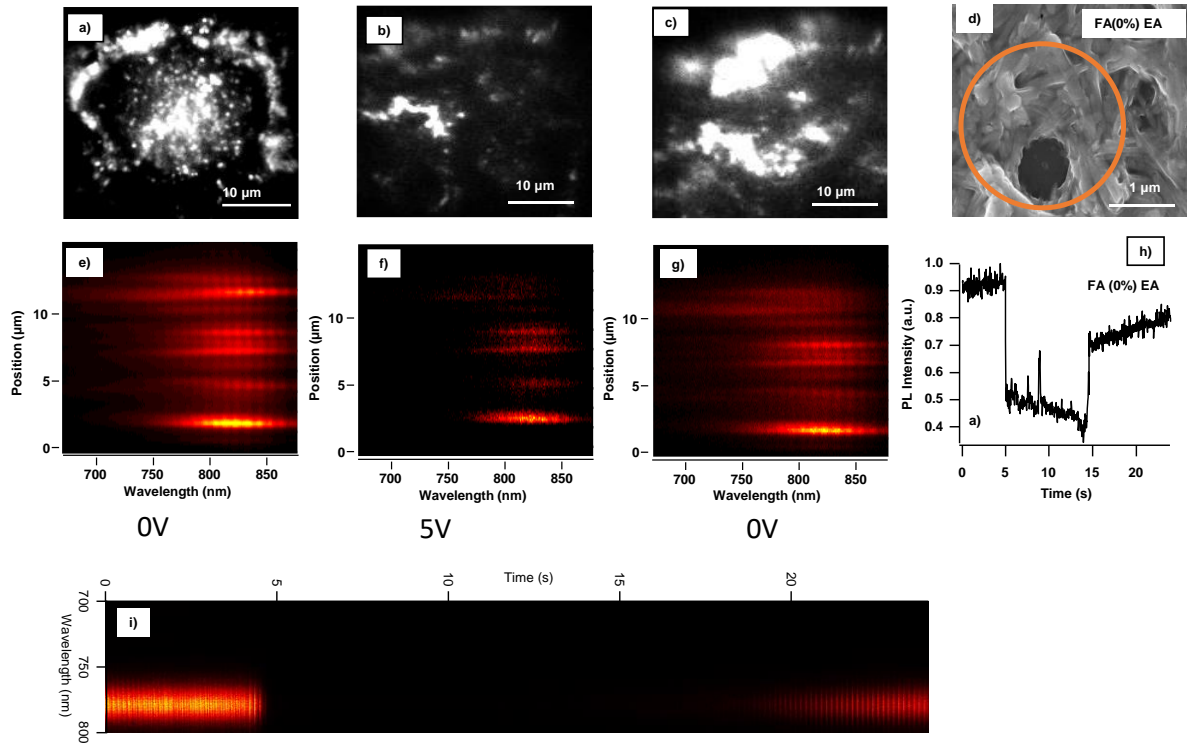 a)
10 µm
b)
10 µm
c)
10 µm
d)
FA(0%) EA
1 µm
e)
Position (µm)
10
5
0
700 750 800 850
Wavelength (nm)
0V
f)
Position (µm)
10
5
0
700 750 800 850
Wavelength (nm)
5V
g)
Position (µm)
10
5
0
700 750 800 850
Wavelength (nm)
0V
h)
FA (0%) EA
PL Intensity (a.u.)
1.0
0.9
0.8
0.7
0.6
0.5
0.4
a)
0 5 10 15 20
Time (s)
0 5 10 Time (s) 15 20
i)
Wavelength (nm)
700
750
800